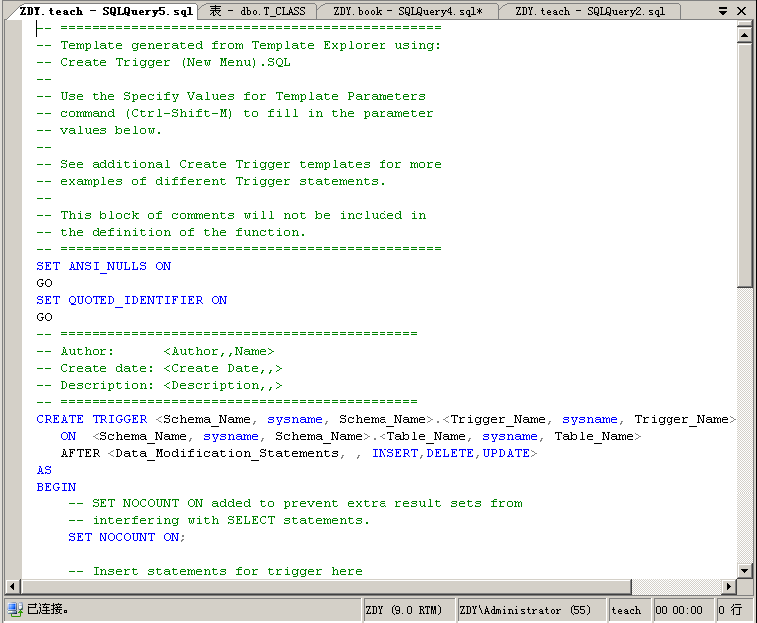 ZDY.teach - SQLQuery5.sql 表 - dbo.T_CLASS ZDY.book - SQLQuery4.sql* ZDY.teach - SQLQuery2.sql
-- ================================================
-- Template generated from Template Explorer using:
-- Create Trigger (New Menu).SQL
--
-- Use the Specify Values for Template Parameters
-- command (Ctrl-Shift-M) to fill in the parameter
-- values below.
--
-- See additional Create Trigger templates for more
-- examples of different Trigger statements.
--
-- This block of comments will not be included in
-- the definition of the function.
-- ================================================
SET ANSI_NULLS ON
GO
SET QUOTED_IDENTIFIER ON
GO
-- =============================================
-- Author:      <Author,,Name>
-- Create date: <Create Date,,>
-- Description: <Description,,>
-- =============================================
CREATE TRIGGER <Schema_Name, sysname, Schema_Name>.<Trigger_Name, sysname, Trigger_Name>
   ON  <Schema_Name, sysname, Schema_Name>.<Table_Name, sysname, Table_Name>
   AFTER <Data_Modification_Statements, , INSERT,DELETE,UPDATE>
AS
BEGIN
    -- SET NOCOUNT ON added to prevent extra result sets from
    -- interfering with SELECT statements.
    SET NOCOUNT ON;
    -- Insert statements for trigger here
已连接。 ZDY (9.0 RTM) ZDY\Administrator (55) teach 00 00:00 0 行